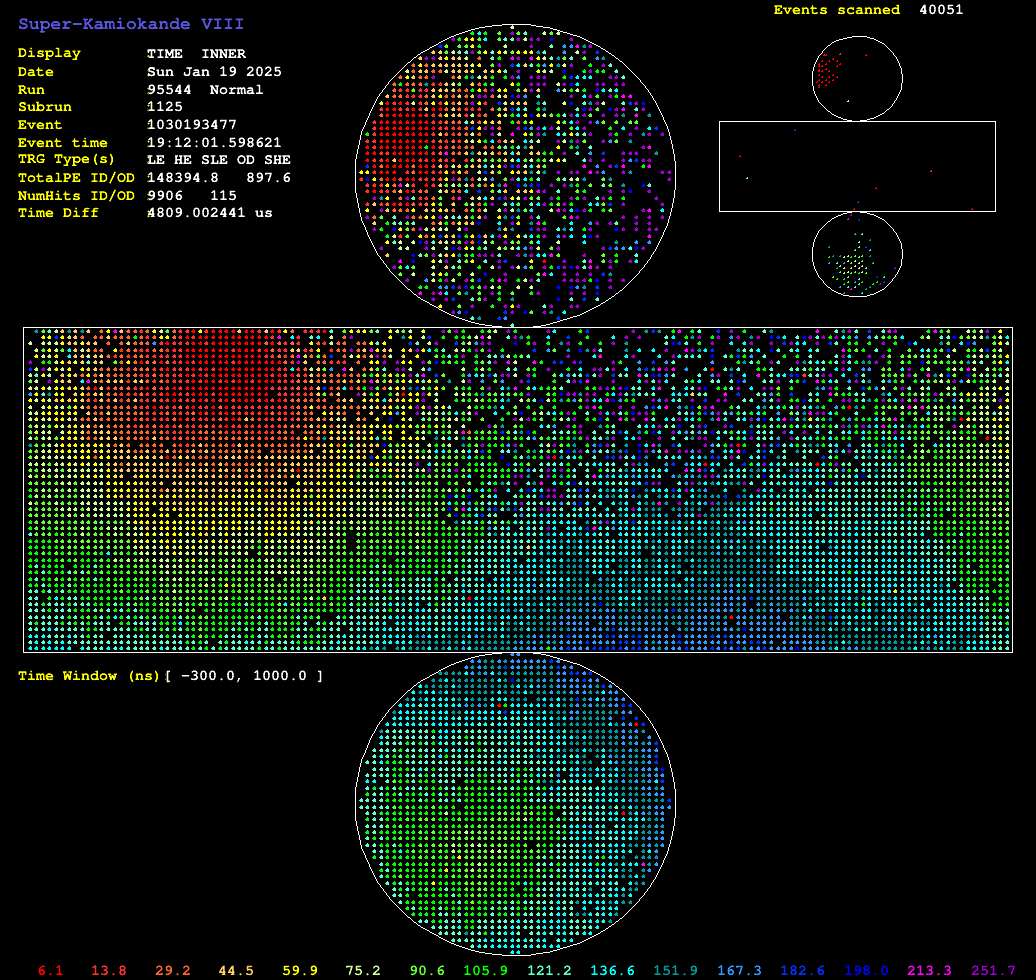 Super-Kamiokande VIII
Events scanned 40051
Display TIME INNER
Date Sun Jan 19 2025
Run 95544 Normal
Subrun 1125
Event 1030193477
Event time 19:12:01.598621
TRG Type(s) LE HE SLE OD SHE
TotalPE ID/OD 148394.8 897.6
NumHits ID/OD 9906 115
Time Diff 4809.002441 us
Time Window (ns)[ -300.0, 1000.0 ]
6.1 13.8 29.2 44.5 59.9 75.2 90.6 105.9 121.2 136.6 151.9 167.3 182.6 198.0 213.3 251.7